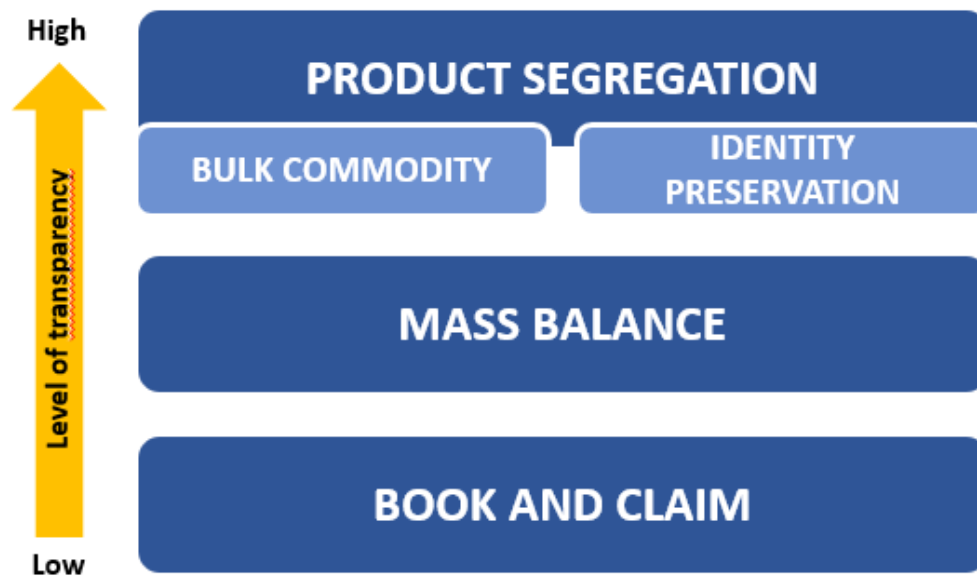 High
PRODUCT SEGREGATION
BULK COMMODITY
IDENTITY
PRESERVATION
Level of transparency
MASS BALANCE
BOOK AND CLAIM
Low